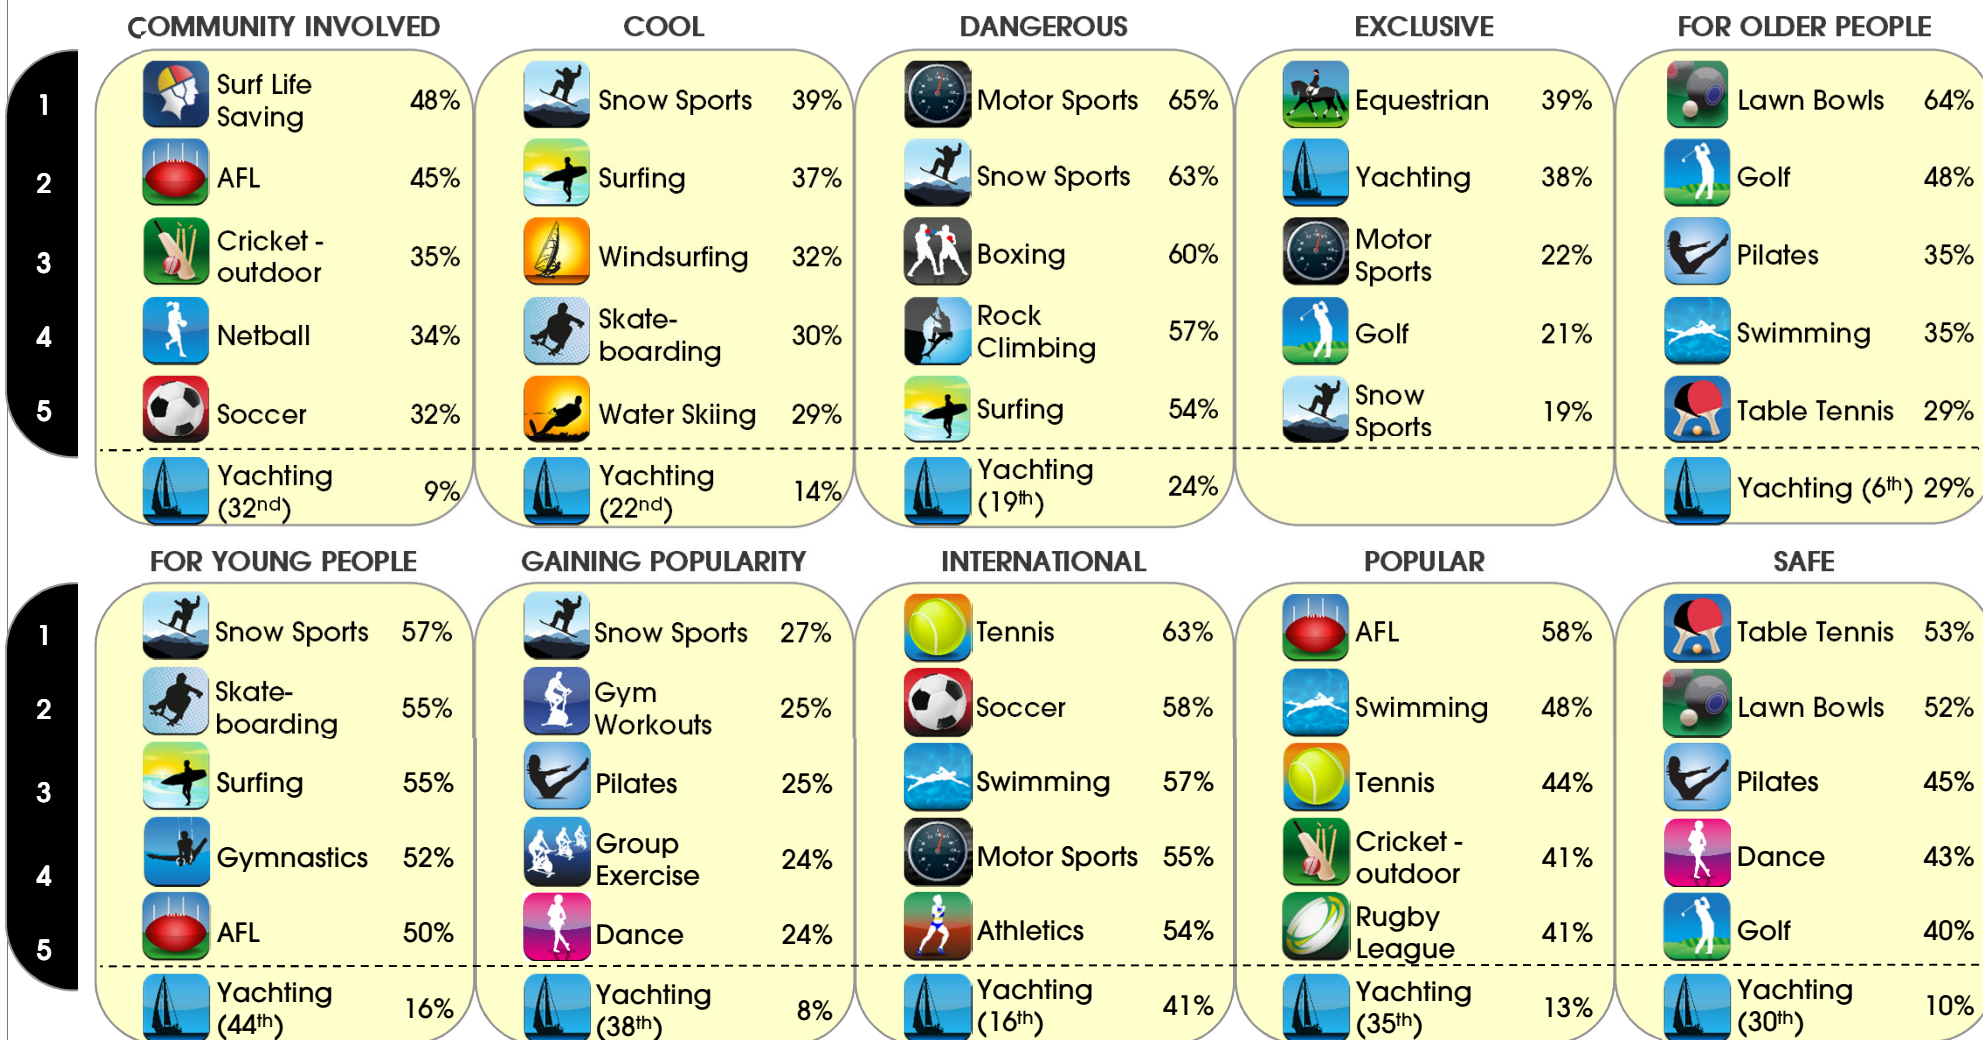 COMMUNITY INVOLVED
1 Surf Life Saving 48%
2 AFL 45%
3 Cricket - outdoor 35%
4 Netball 34%
5 Soccer 32%
Yachting (32nd) 9%
COOL
Snow Sports 39%
Surfing 37%
Windsurfing 32%
Skate-boarding 30%
Water Skiing 29%
Yachting (22nd) 14%
DANGEROUS
Motor Sports 65%
Snow Sports 63%
Boxing 60%
Rock Climbing 57%
Surfing 54%
Yachting (19th) 24%
EXCLUSIVE
Equestrian 39%
Yachting 38%
Motor Sports 22%
Golf 21%
Snow Sports 19%
FOR OLDER PEOPLE
Lawn Bowls 64%
Golf 48%
Pilates 35%
Swimming 35%
Table Tennis 29%
Yachting (6th) 29%
FOR YOUNG PEOPLE
1 Snow Sports 57%
2 Skate-boarding 55%
3 Surfing 55%
4 Gymnastics 52%
5 AFL 50%
Yachting (44th) 16%
GAINING POPULARITY
Snow Sports 27%
Gym Workouts 25%
Pilates 25%
Group Exercise 24%
Dance 24%
Yachting (38th) 8%
INTERNATIONAL
Tennis 63%
Soccer 58%
Swimming 57%
Motor Sports 55%
Athletics 54%
Yachting (16th) 41%
POPULAR
AFL 58%
Swimming 48%
Tennis 44%
Cricket - outdoor 41%
Rugby League 41%
Yachting (35th) 13%
SAFE
Table Tennis 53%
Lawn Bowls 52%
Pilates 45%
Dance 43%
Golf 40%
Yachting (30th) 10%